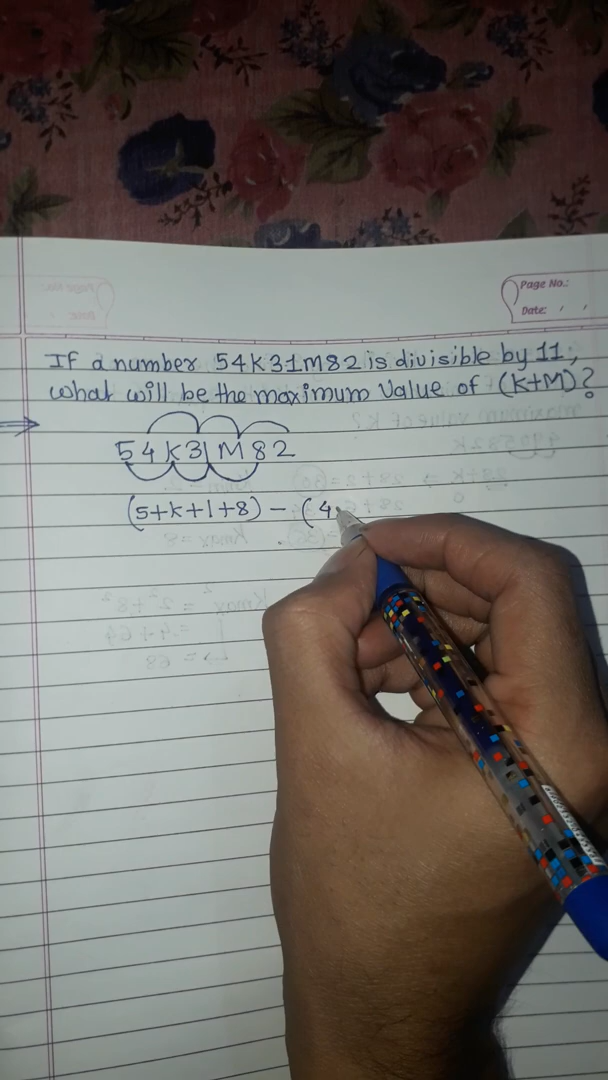 Page No.:
Date:
If a number 54K31M82 is divisible by 11,
what will be the maximum value of (K+M)?
54K31M82
(5+K+1+8) - (4